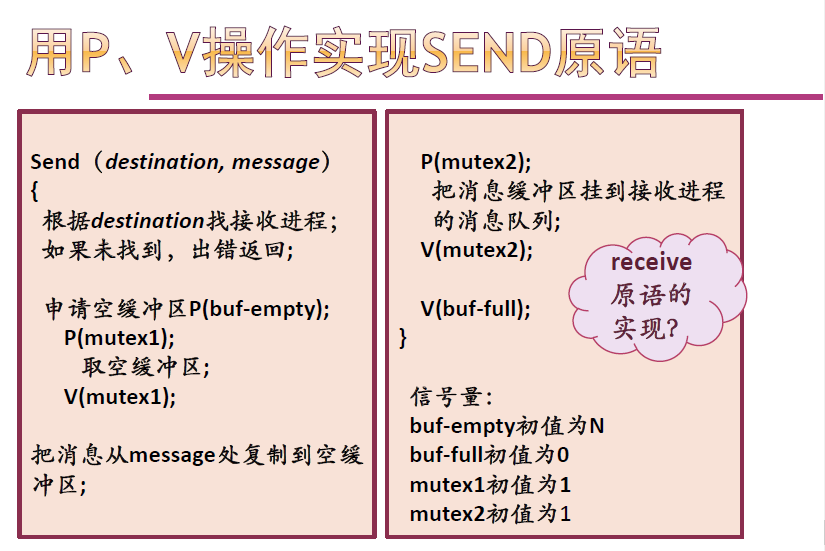 用P、V操作实现SEND原语
Send（destination, message）
{
根据destination找接收进程；
如果未找到，出错返回;
申请空缓冲区P(buf-empty);
P(mutex1);
取空缓冲区;
V(mutex1);
把消息从message处复制到空缓
冲区;
P(mutex2);
把消息缓冲区挂到接收进程
的消息队列;
V(mutex2);
V(buf-full);
}
receive
原语的
实现?
信号量：
buf-empty初值为N
buf-full初值为0
mutex1初值为1
mutex2初值为1